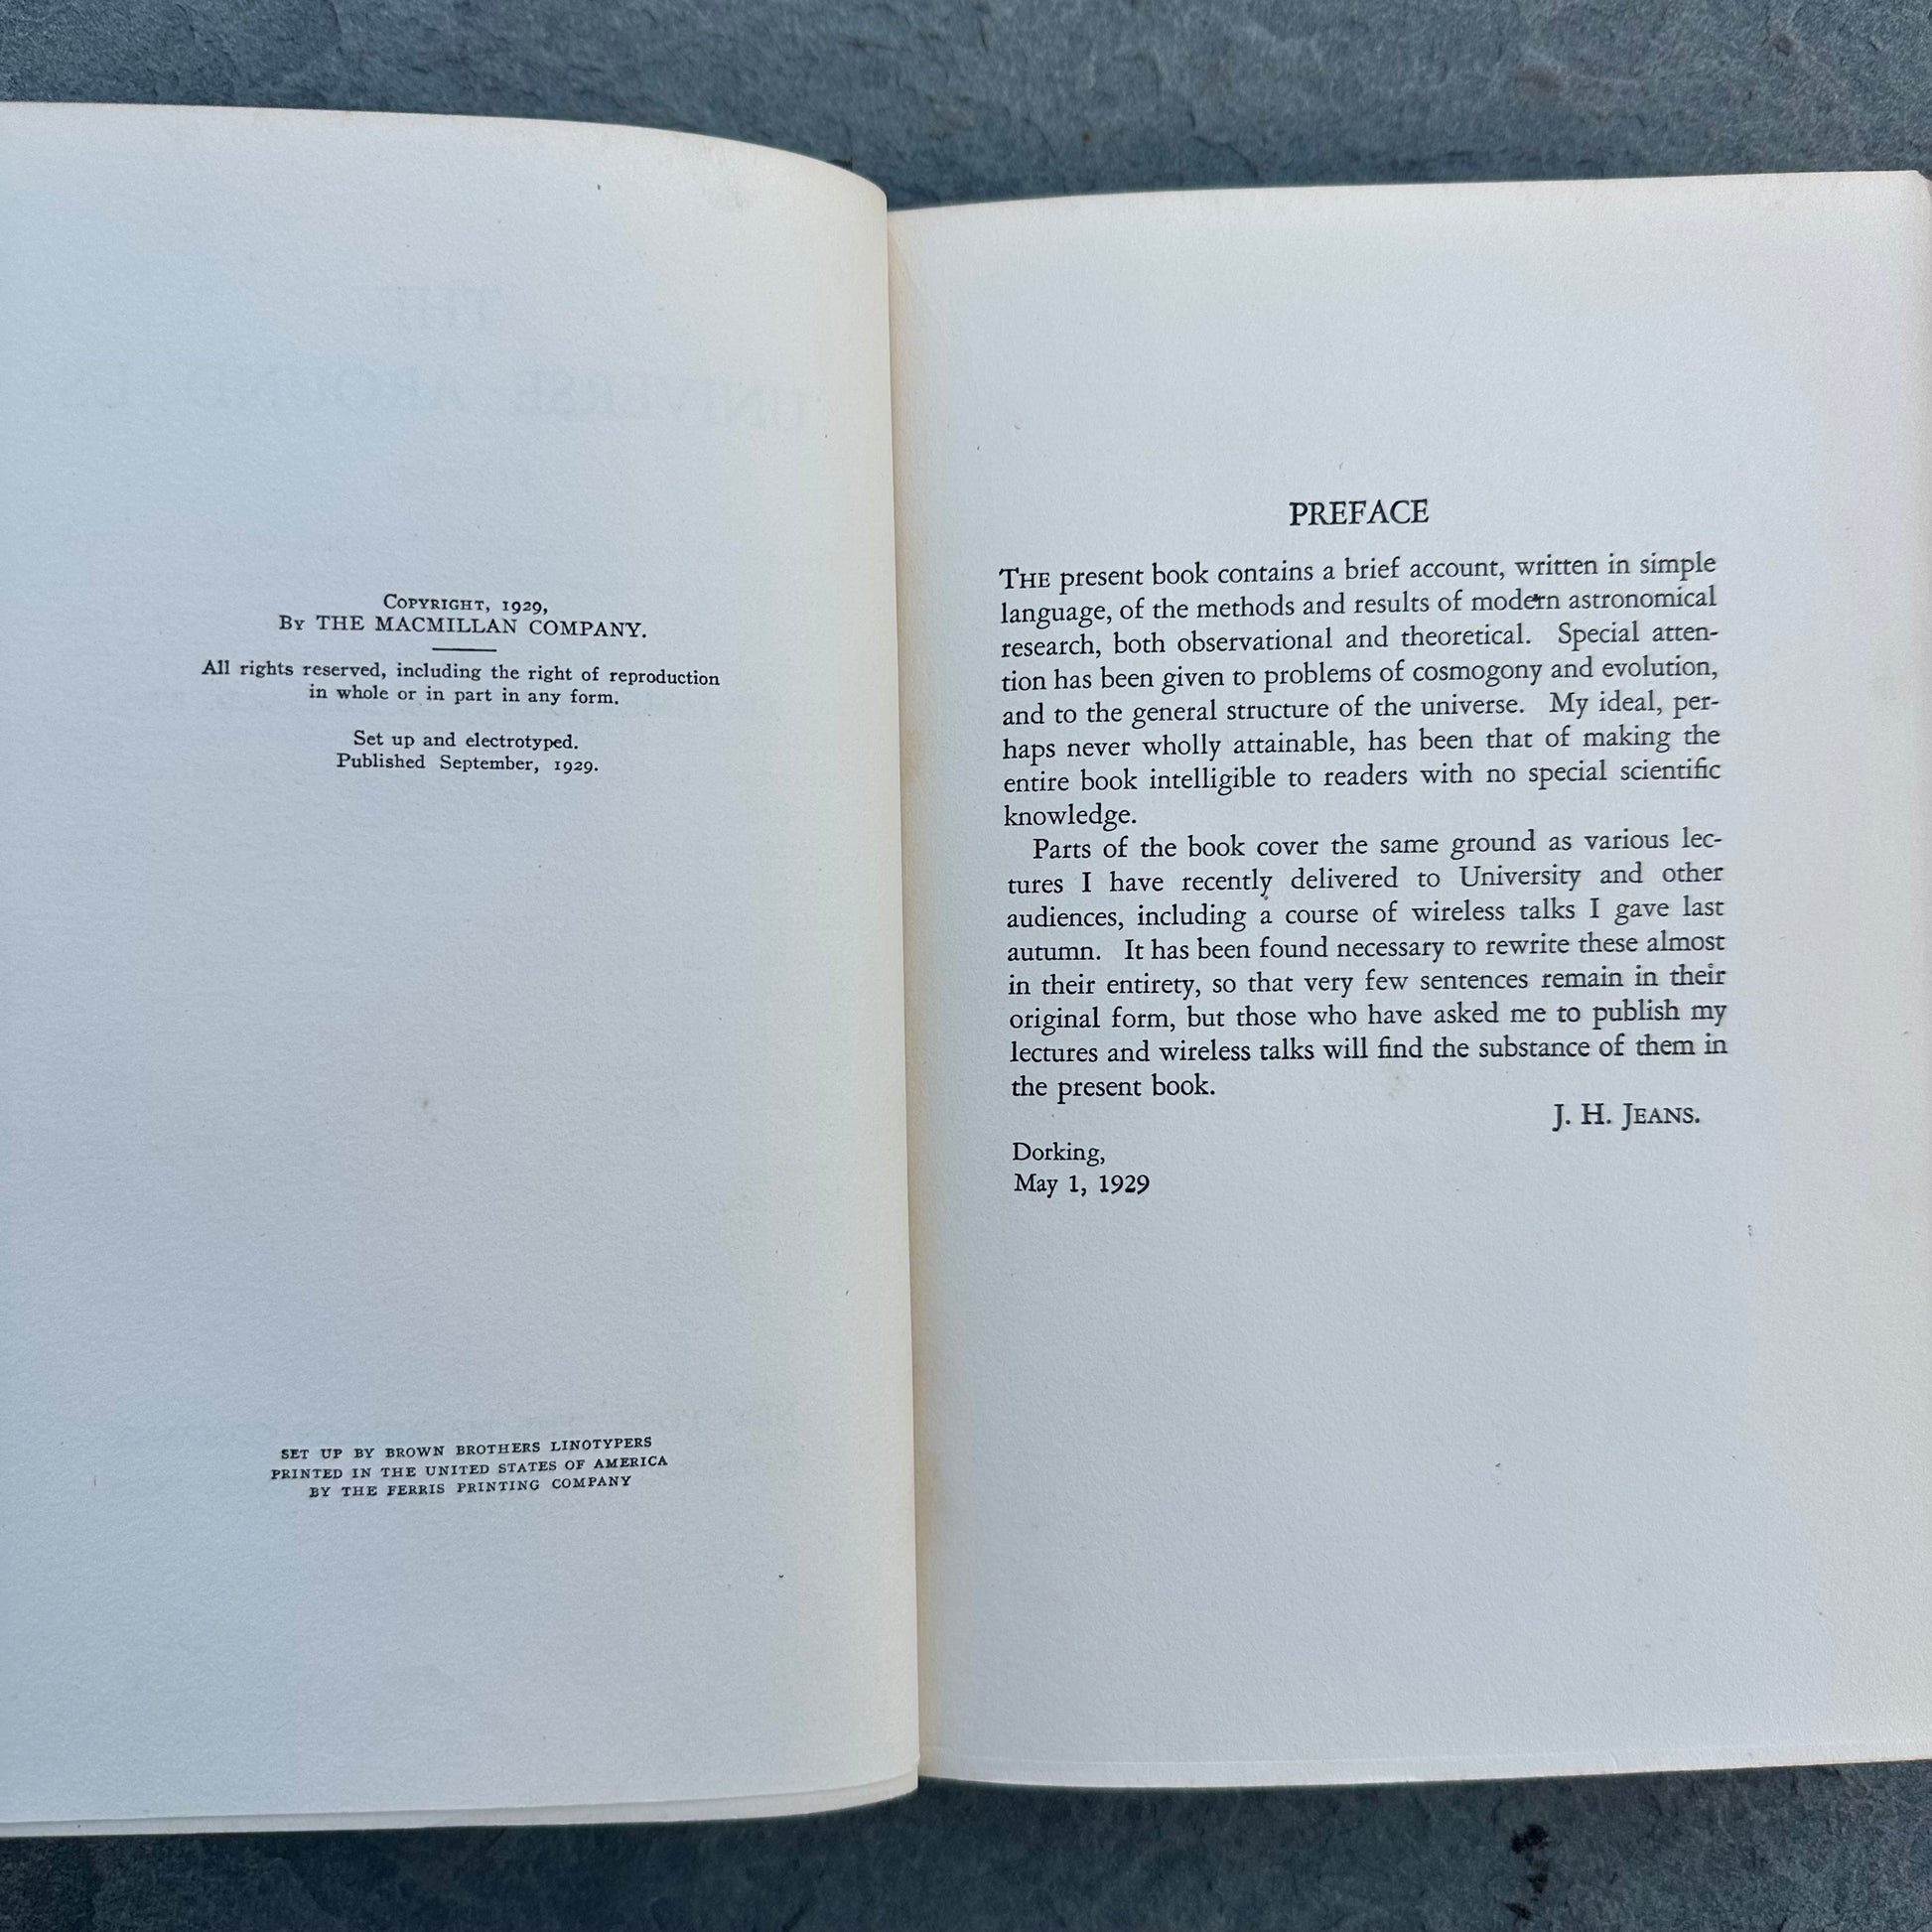 THE
UNIVERSE AROUND US
COPYRIGHT, 1929,
BY THE MACMILLAN COMPANY.
All rights reserved, including the right of reproduction
in whole or in part in any form.
Set up and electrotyped.
Published September, 1929.
SET UP BY BROWN BROTHERS LINOTYPERS
PRINTED IN THE UNITED STATES OF AMERICA
BY THE FERRIS PRINTING COMPANY
PREFACE
THE present book contains a brief account, written in simple
language, of the methods and results of modern astronomical
research, both observational and theoretical. Special atten-
tion has been given to problems of cosmogony and evolution,
and to the general structure of the universe. My ideal, per-
haps never wholly attainable, has been that of making the
entire book intelligible to readers with no special scientific
knowledge.
Parts of the book cover the same ground as various lec-
tures I have recently delivered to University and other
audiences, including a course of wireless talks I gave last
autumn. It has been found necessary to rewrite these almost
in their entirety, so that very few sentences remain in their
original form, but those who have asked me to publish my
lectures and wireless talks will find the substance of them in
the present book.
J. H. JEANS.
Dorking,
May 1, 1929